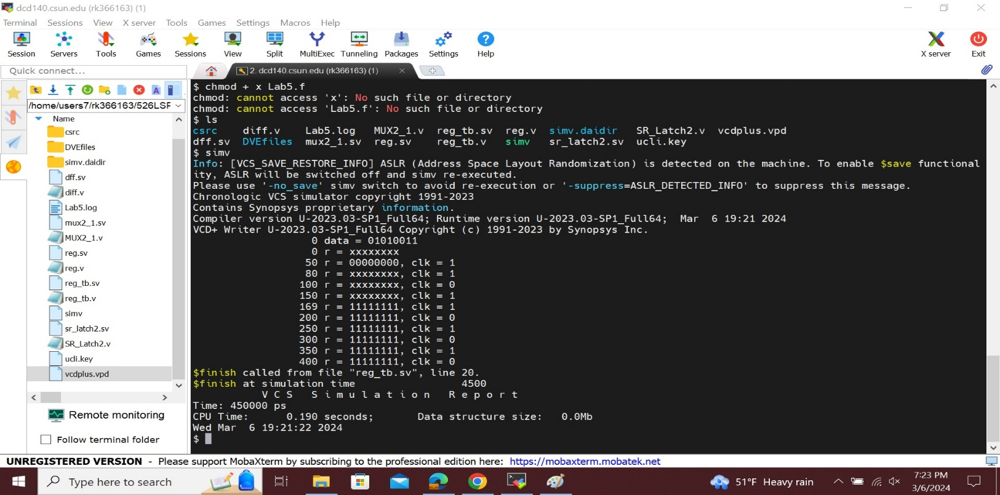 dcd140.csun.edu (rk366163) (1)
Terminal Sessions View X server Tools Games Settings Macros Help
Session Servers Tools Games Sessions View Split MultiExec Tunneling Packages Settings Help X server Exit
Quick connect...
2. dcd140.csun.edu (rk366163) (1)
/home/users7/rk366163/526LSF
Name
csrc
DVEfiles
simv.daidir
dff.sv
diff.v
Lab5.log
mux2_1.sv
MUX2_1.v
reg.sv
reg.v
reg_tb.sv
reg_tb.v
simv
sr_latch2.sv
SR_Latch2.v
ucli.key
vcdplus.vpd
Remote monitoring
Follow terminal folder
$ chmod + x Lab5.f
chmod: cannot access 'x': No such file or directory
chmod: cannot access 'Lab5.f': No such file or directory
$ ls
csrc diff.v Lab5.log MUX2_1.v reg_tb.sv reg.v simv.daidir SR_Latch2.v vcdplus.vpd
dff.sv DVEfiles mux2_1.sv reg.sv reg_tb.v simv sr_latch2.sv ucli.key
$ simv
Info: [VCS_SAVE_RESTORE_INFO] ASLR (Address Space Layout Randomization) is detected on the machine. To enable $save functional
ity, ASLR will be switched off and simv re-executed.
Please use '-no_save' simv switch to avoid re-execution or '-suppress=ASLR_DETECTED_INFO' to suppress this message.
Chronologic VCS simulator copyright 1991-2023
Contains Synopsys proprietary information.
Compiler version U-2023.03-SP1_Full64; Runtime version U-2023.03-SP1_Full64; Mar 6 19:21 2024
VCD+ Writer U-2023.03-SP1_Full64 Copyright (c) 1991-2023 by Synopsys Inc.
0 data = 01010011
0 r = xxxxxxxx
50 r = 00000000, clk = 1
80 r = xxxxxxxx, clk = 1
100 r = xxxxxxxx, clk = 0
150 r = xxxxxxxx, clk = 1
169 r = 11111111, clk = 1
200 r = 11111111, clk = 0
250 r = 11111111, clk = 1
300 r = 11111111, clk = 0
350 r = 11111111, clk = 1
400 r = 11111111, clk = 0
$finish called from file "reg_tb.sv", line 20.
$finish at simulation time 4500
V C S S i m u l a t i o n R e p o r t
Time: 450000 ps
CPU Time: 0.190 seconds; Data structure size: 0.0Mb
Wed Mar 6 19:21:22 2024
$
UNREGISTERED VERSION - Please support MobaXterm by subscribing to the professional edition here: https://mobaxterm.mobatek.net
Type here to search
51°F Heavy rain
7:23 PM
3/6/2024